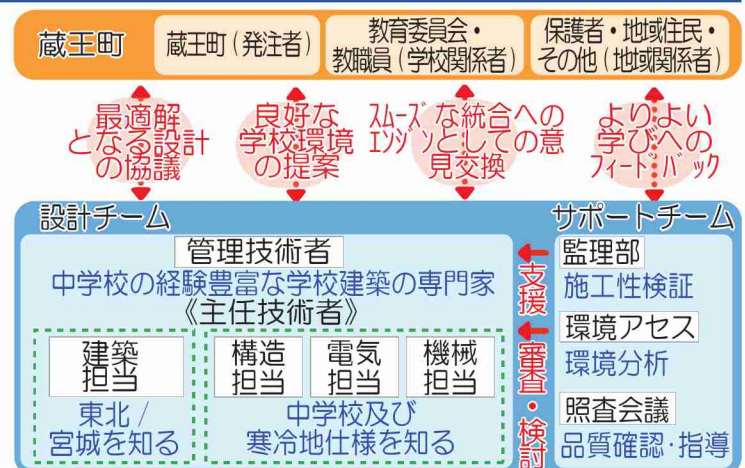 蔵王町
蔵王町(発注者)
教育委員会・
教職員(学校関係者)
保護者・地域住民・
その他(地域関係者)
最適解
となる設計
の協議
良好な
学校環境
の提案
ｽﾑｰｽﾞな統合への
ｴﾝｼﾞﾝとしての意
見交換
よりよい
学びへの
ﾌｨｰﾄﾞﾊﾞｯｸ
設計チーム
管理技術者
中学校の経験豊富な学校建築の専門家
《主任技術者》
建築
担当
東北/
宮城を知る
構造
担当
電気
担当
機械
担当
中学校及び
寒冷地仕様を知る
支援
審査・検討
サポートチーム
監理部
施工性検証
環境アセス
環境分析
照査会議
品質確認・指導